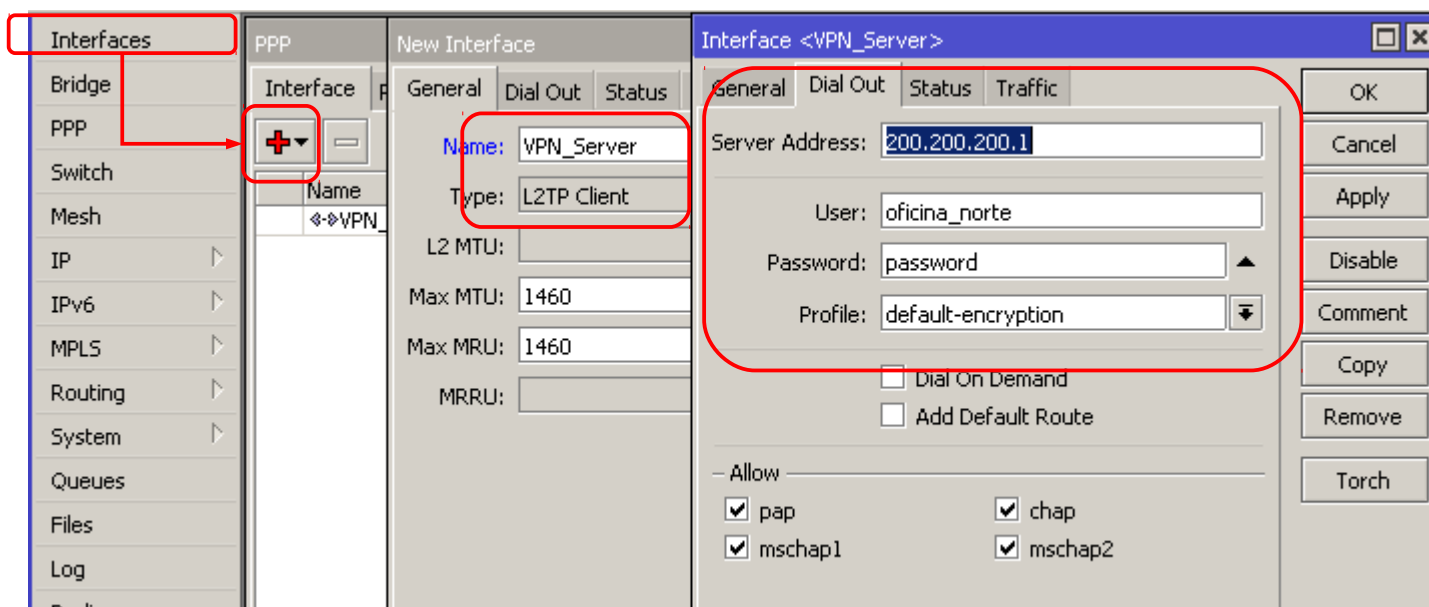 Interfaces
Bridge
PPP
Switch
Mesh
IP
IPv6
MPLS
Routing
System
Queues
Files
Log
PPP
Interface
Name
VPN_
New Interface
General Dial Out Status
Name: VPN_Server
Type: L2TP Client
L2 MTU:
Max MTU: 1460
Max MRU: 1460
MRRU:
Interface <VPN_Server>
General Dial Out Status Traffic
Server Address: 200.200.200.1
User: oficina_norte
Password: password
Profile: default-encryption
Dial On Demand
Add Default Route
Allow
pap chap
mschap1 mschap2
OK
Cancel
Apply
Disable
Comment
Copy
Remove
Torch